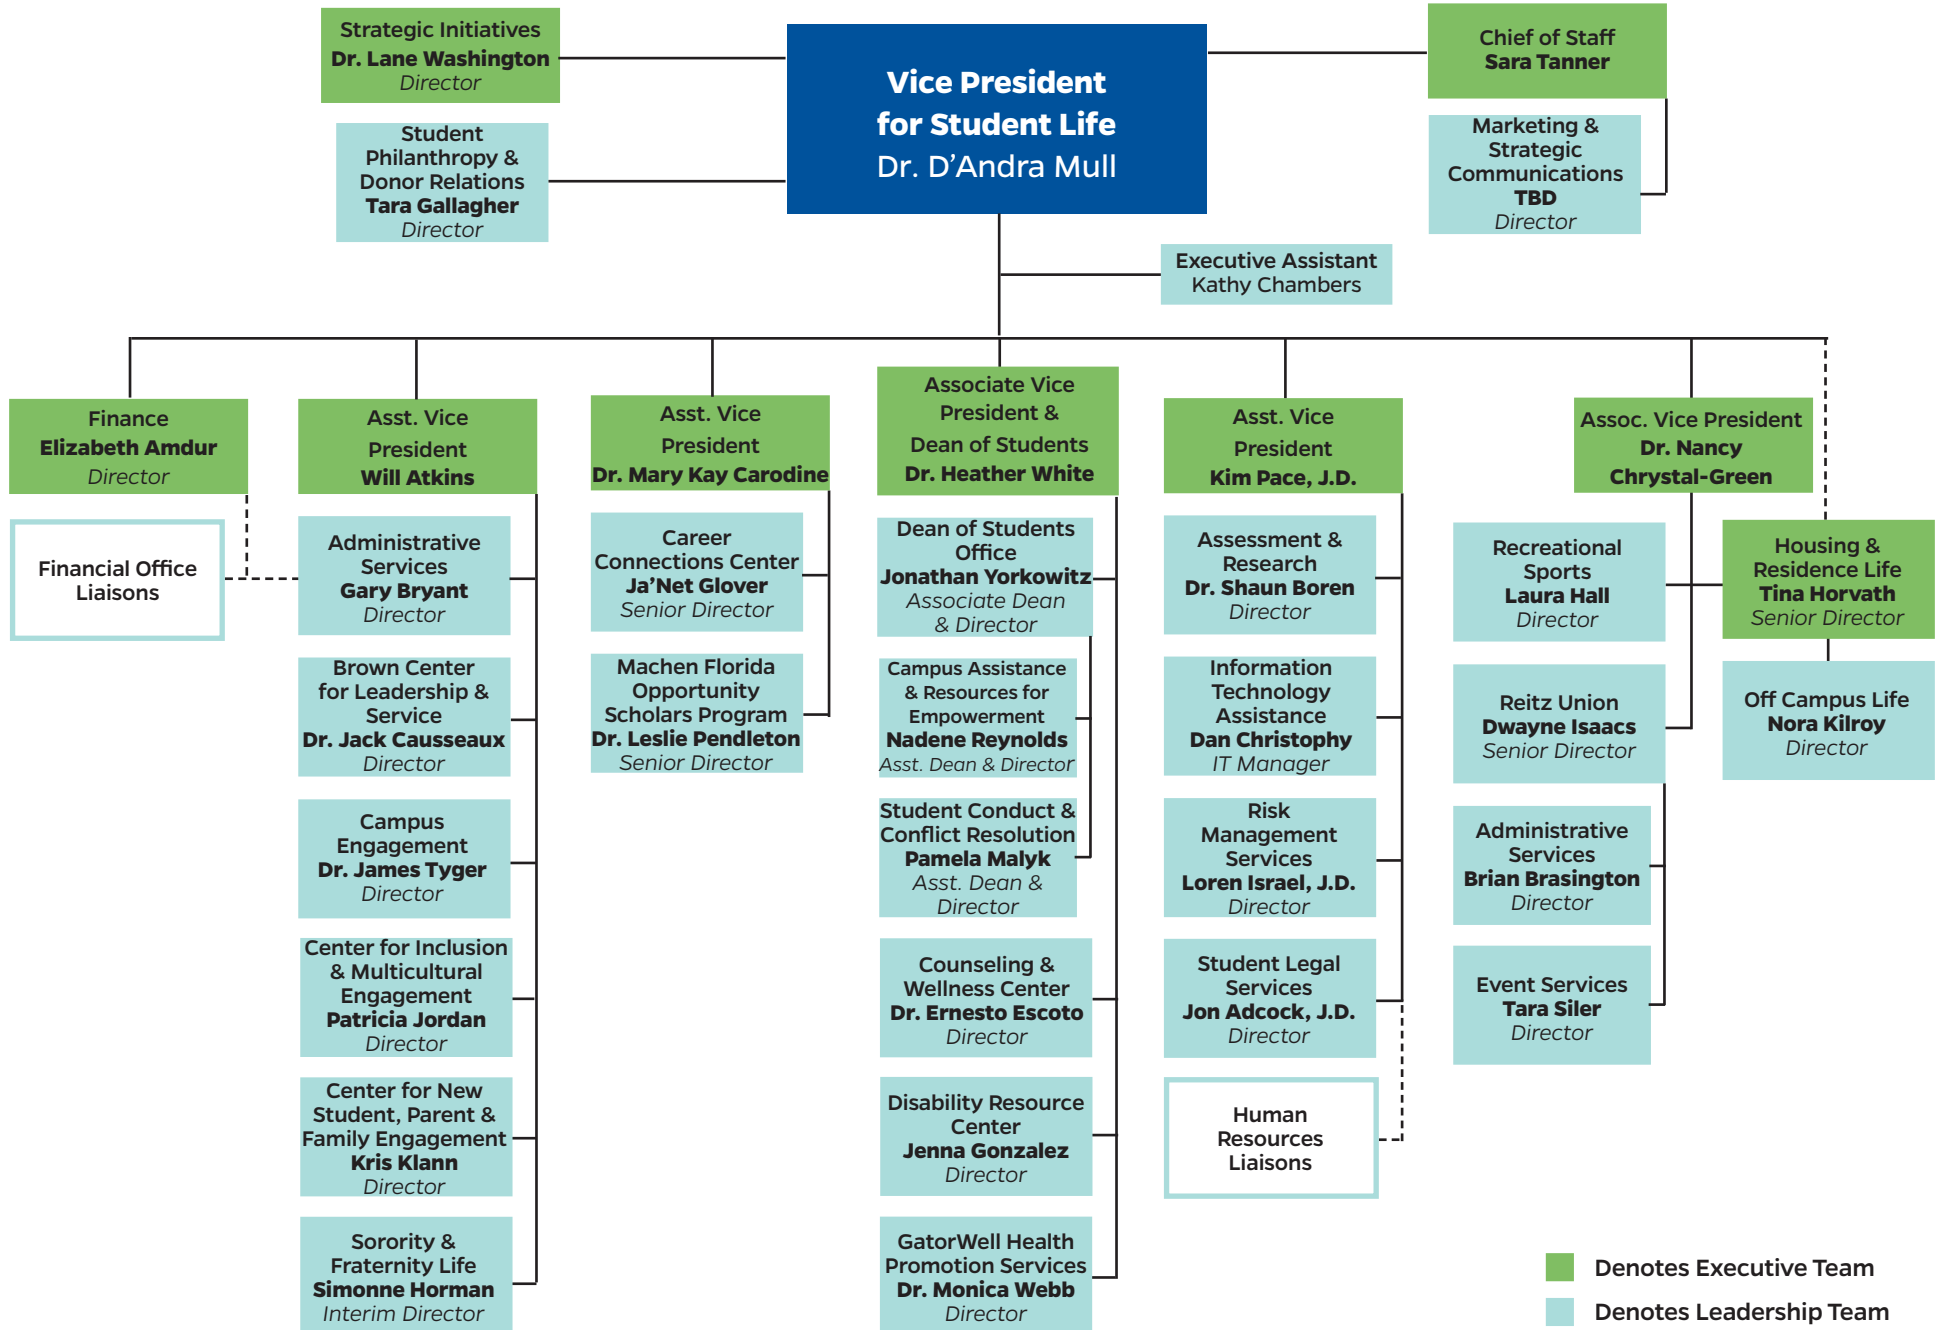 Strategic Initiatives
Dr. Lane Washington
Director
Student
Philanthropy &
Donor Relations
Tara Gallagher
Director
Vice President
for Student Life
Dr. D’Andra Mull
Chief of Staff
Sara Tanner
Marketing &
Strategic
Communications
TBD
Director
Executive Assistant
Kathy Chambers
Finance
Elizabeth Amdur
Director
Financial Office
Liaisons
Asst. Vice
President
Will Atkins
Administrative
Services
Gary Bryant
Director
Brown Center
for Leadership &
Service
Dr. Jack Causseaux
Director
Campus
Engagement
Dr. James Tyger
Director
Center for Inclusion
& Multicultural
Engagement
Patricia Jordan
Director
Center for New
Student, Parent &
Family Engagement
Kris Klann
Director
Sorority &
Fraternity Life
Simonne Horman
Interim Director
Asst. Vice
President
Dr. Mary Kay Carodine
Career
Connections Center
Ja’Net Glover
Senior Director
Machen Florida
Opportunity
Scholars Program
Dr. Leslie Pendleton
Senior Director
Associate Vice
President &
Dean of Students
Dr. Heather White
Dean of Students
Office
Jonathan Yorkowitz
Associate Dean
& Director
Campus Assistance
& Resources for
Empowerment
Nadene Reynolds
Asst. Dean & Director
Student Conduct &
Conflict Resolution
Pamela Malyk
Asst. Dean &
Director
Counseling &
Wellness Center
Dr. Ernesto Escoto
Director
Disability Resource
Center
Jenna Gonzalez
Director
GatorWell Health
Promotion Services
Dr. Monica Webb
Director
Asst. Vice
President
Kim Pace, J.D.
Assessment &
Research
Dr. Shaun Boren
Director
Information
Technology
Assistance
Dan Christophy
IT Manager
Risk
Management
Services
Loren Israel, J.D.
Director
Student Legal
Services
Jon Adcock, J.D.
Director
Human
Resources
Liaisons
Assoc. Vice President
Dr. Nancy
Chrystal-Green
Recreational
Sports
Laura Hall
Director
Reitz Union
Dwayne Isaacs
Senior Director
Administrative
Services
Brian Brasington
Director
Event Services
Tara Siler
Director
Housing &
Residence Life
Tina Horvath
Senior Director
Off Campus Life
Nora Kilroy
Director
Denotes Executive Team
Denotes Leadership Team